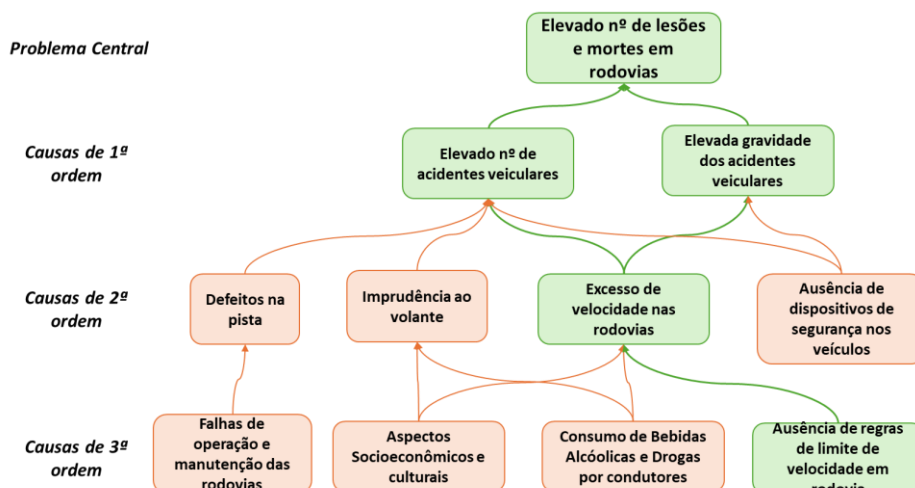 Problema Central
Elevado nº de lesões
e mortes em
rodovias
Causas de 1ª
ordem
Elevado nº de
acidentes veiculares
Elevada gravidade
dos acidentes
veiculares
Causas de 2ª
ordem
Defeitos na
pista
Imprudência ao
volante
Excesso de
velocidade nas
rodovias
Ausência de
dispositivos de
segurança nos
veículos
Causas de 3ª
ordem
Falhas de
operação e
manutenção das
rodovias
Aspectos
Socioeconômicos e
culturais
Consumo de Bebidas
Alcóolicas e Drogas
por condutores
Ausência de regras
de limite de
velocidade em
rodovia